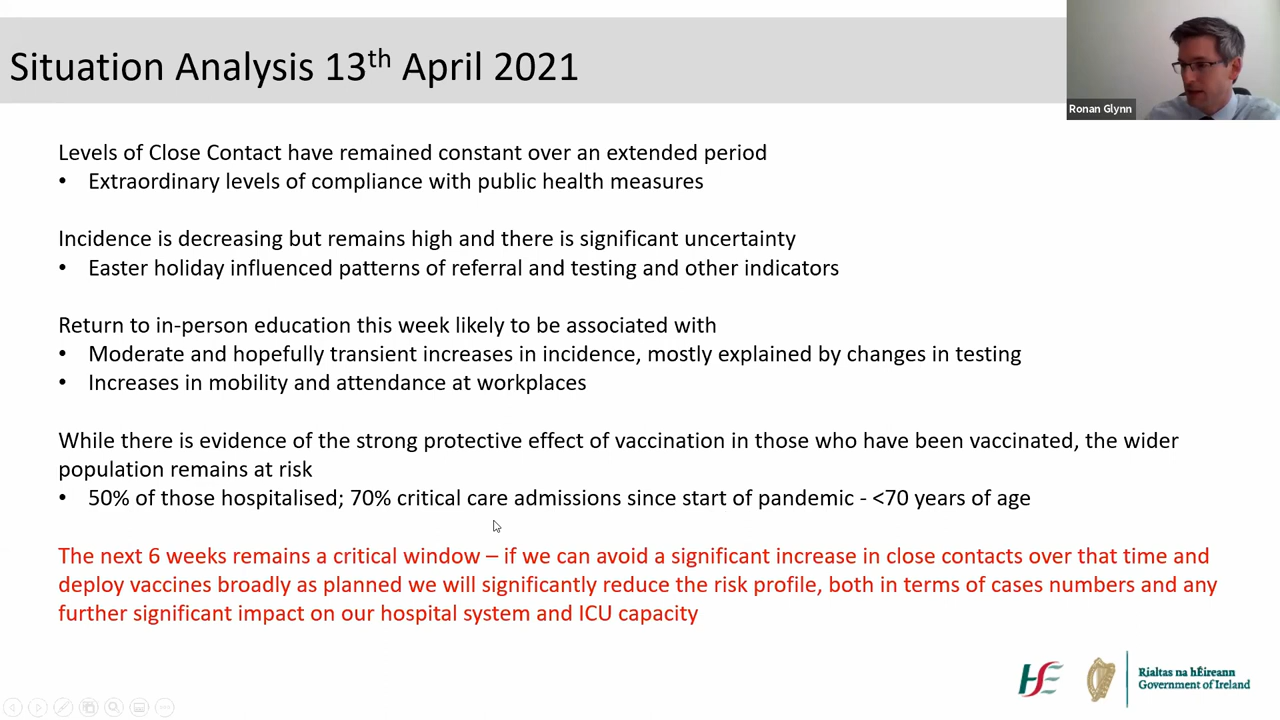 Situation Analysis 13th April 2021
Ronan Glynn
Levels of Close Contact have remained constant over an extended period
• Extraordinary levels of compliance with public health measures
Incidence is decreasing but remains high and there is significant uncertainty
• Easter holiday influenced patterns of referral and testing and other indicators
Return to in-person education this week likely to be associated with
• Moderate and hopefully transient increases in incidence, mostly explained by changes in testing
• Increases in mobility and attendance at workplaces
While there is evidence of the strong protective effect of vaccination in those who have been vaccinated, the wider
population remains at risk
• 50% of those hospitalised; 70% critical care admissions since start of pandemic - <70 years of age
The next 6 weeks remains a critical window – if we can avoid a significant increase in close contacts over that time and
deploy vaccines broadly as planned we will significantly reduce the risk profile, both in terms of cases numbers and any
further significant impact on our hospital system and ICU capacity
HSE
Rialtas na hÉireann
Government of Ireland